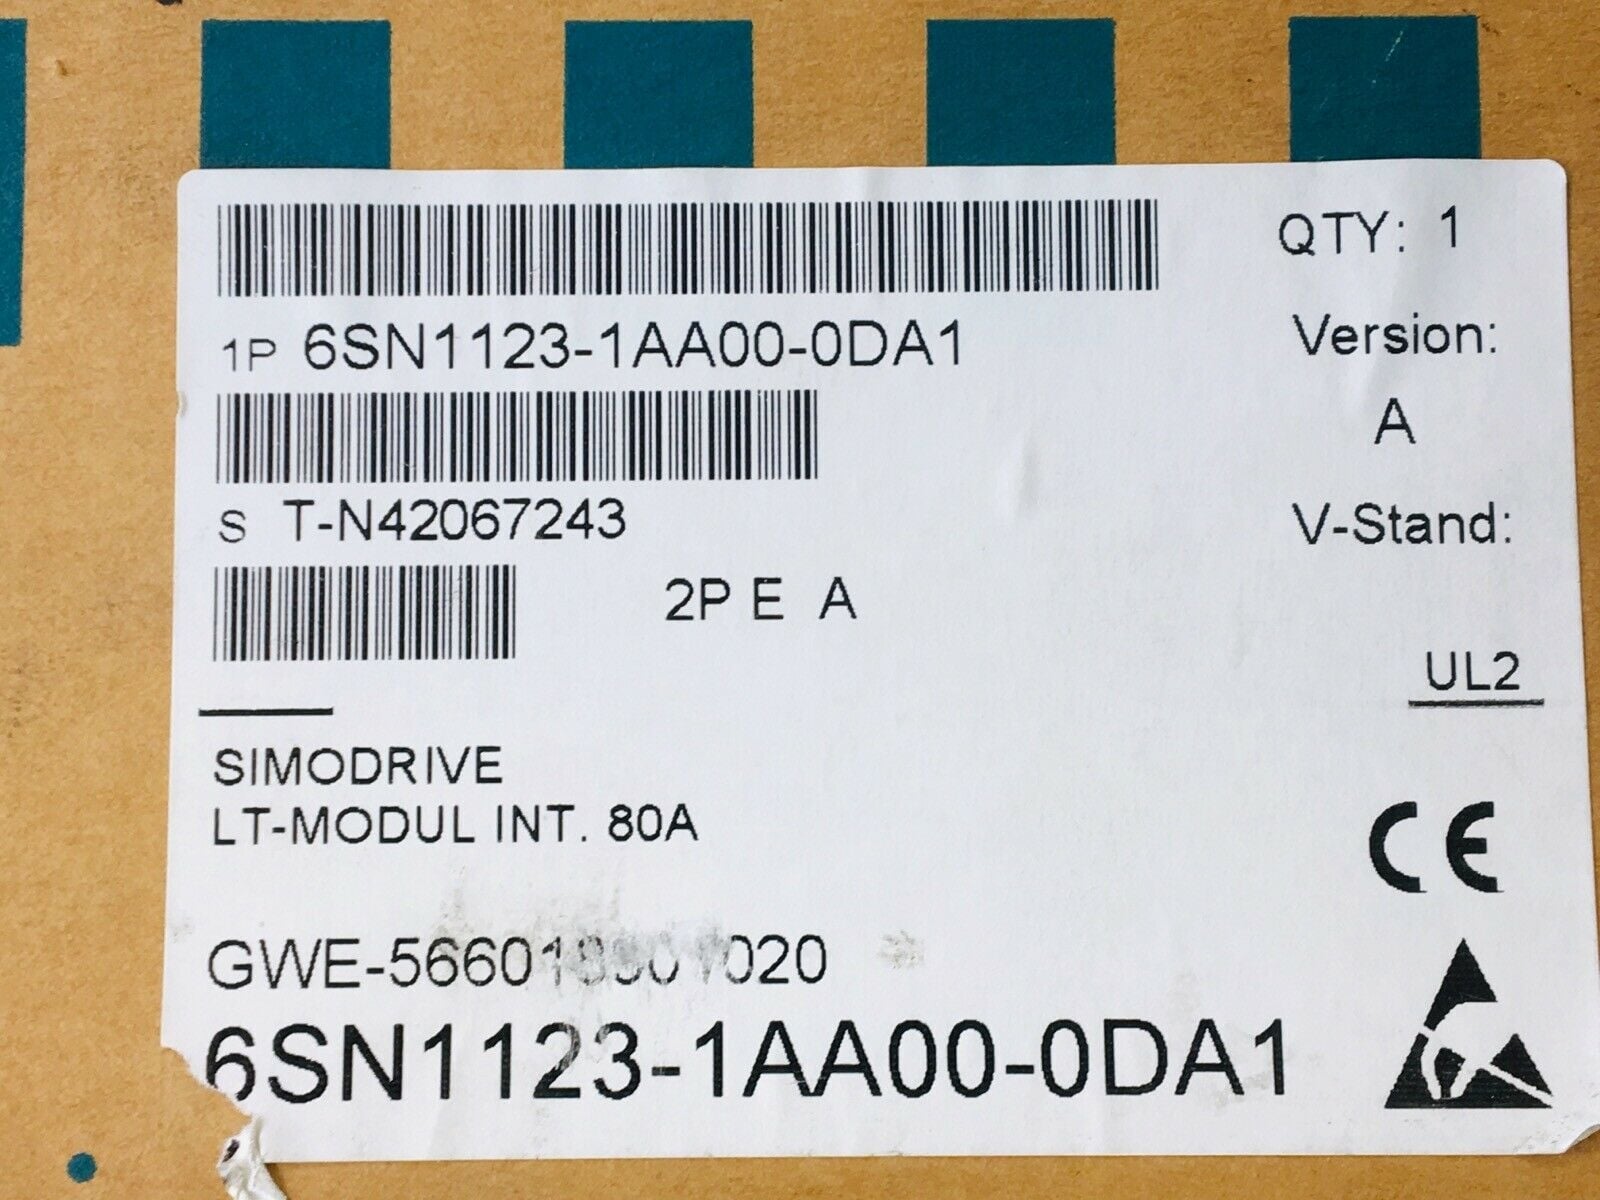 QTY: 1
1P 6SN1123-1AA00-0DA1
Version:
A
S T-N42067243
V-Stand:
2P E A
UL2
SIMODRIVE
LT-MODUL INT. 80A
CE
6SN1123-1AA00-0DA1